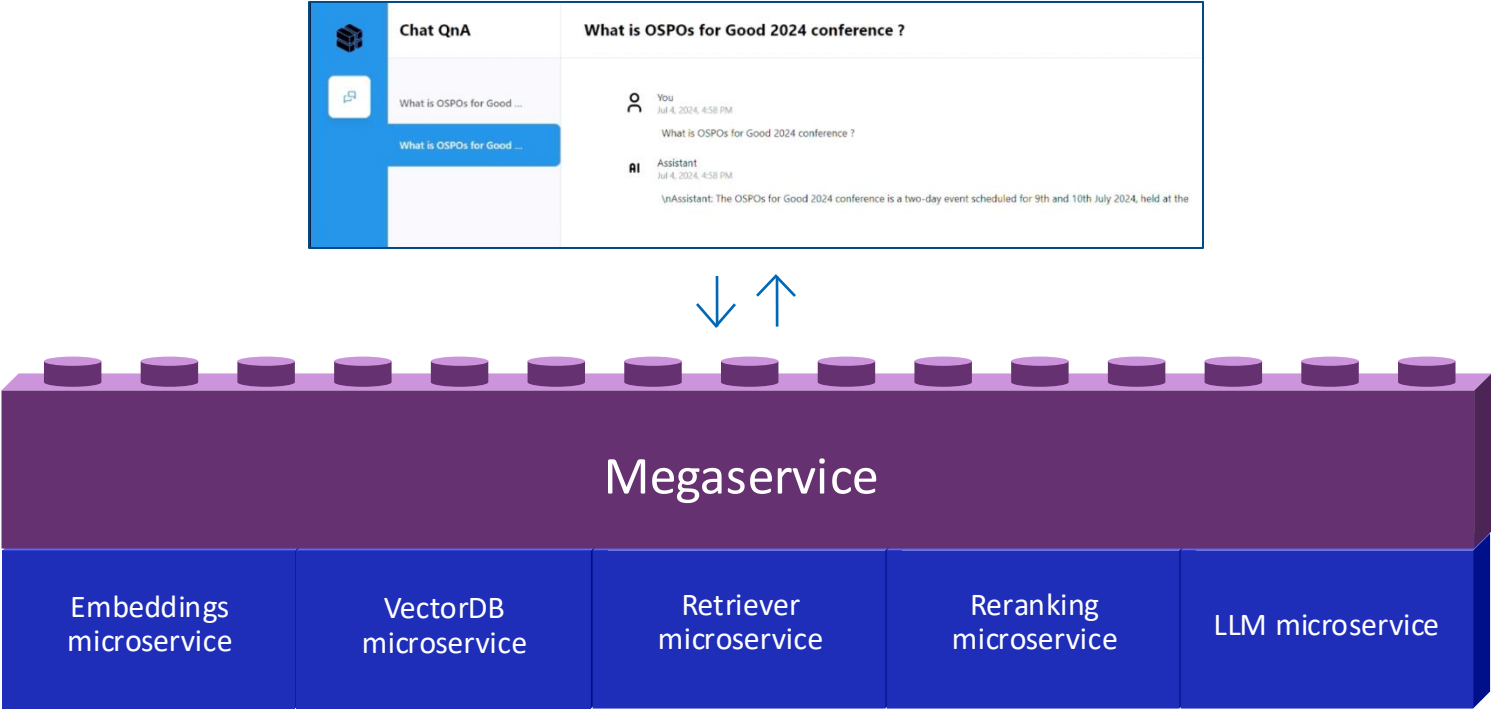 Chat QnA
What is OSPOs for Good 2024 conference ?
What is OSPOs for Good ...
What is OSPOs for Good ...
You
Jul 4, 2024, 4:58 PM
What is OSPOs for Good 2024 conference ?
AI
Assistant
Jul 4, 2024, 4:58 PM
\nAssistant: The OSPOs for Good 2024 conference is a two-day event scheduled for 9th and 10th July 2024, held at the
Megaservice
Embeddings
microservice
VectorDB
microservice
Retriever
microservice
Reranking
microservice
LLM microservice